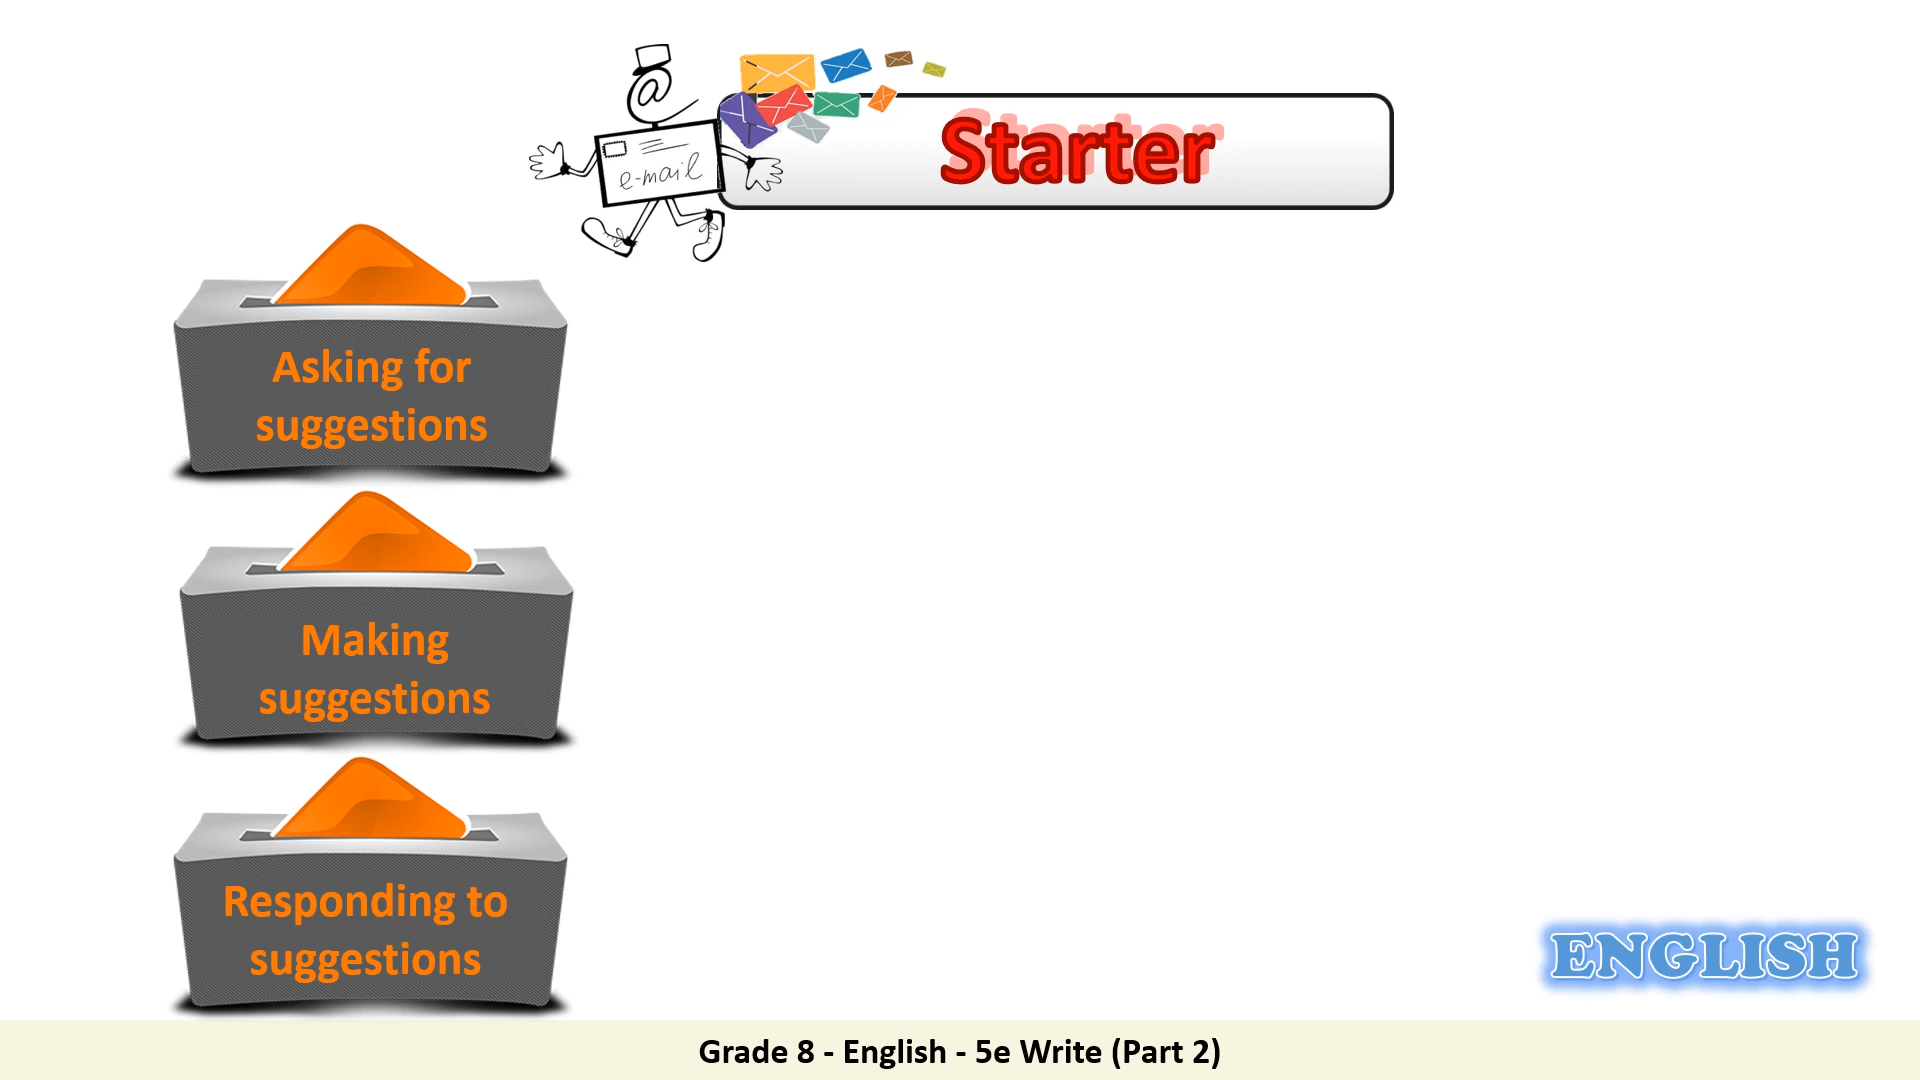 @
e-mail
Starter
Asking for
suggestions
Making
suggestions
Responding to
suggestions
ENGLISH
Grade 8 - English - 5e Write (Part 2)